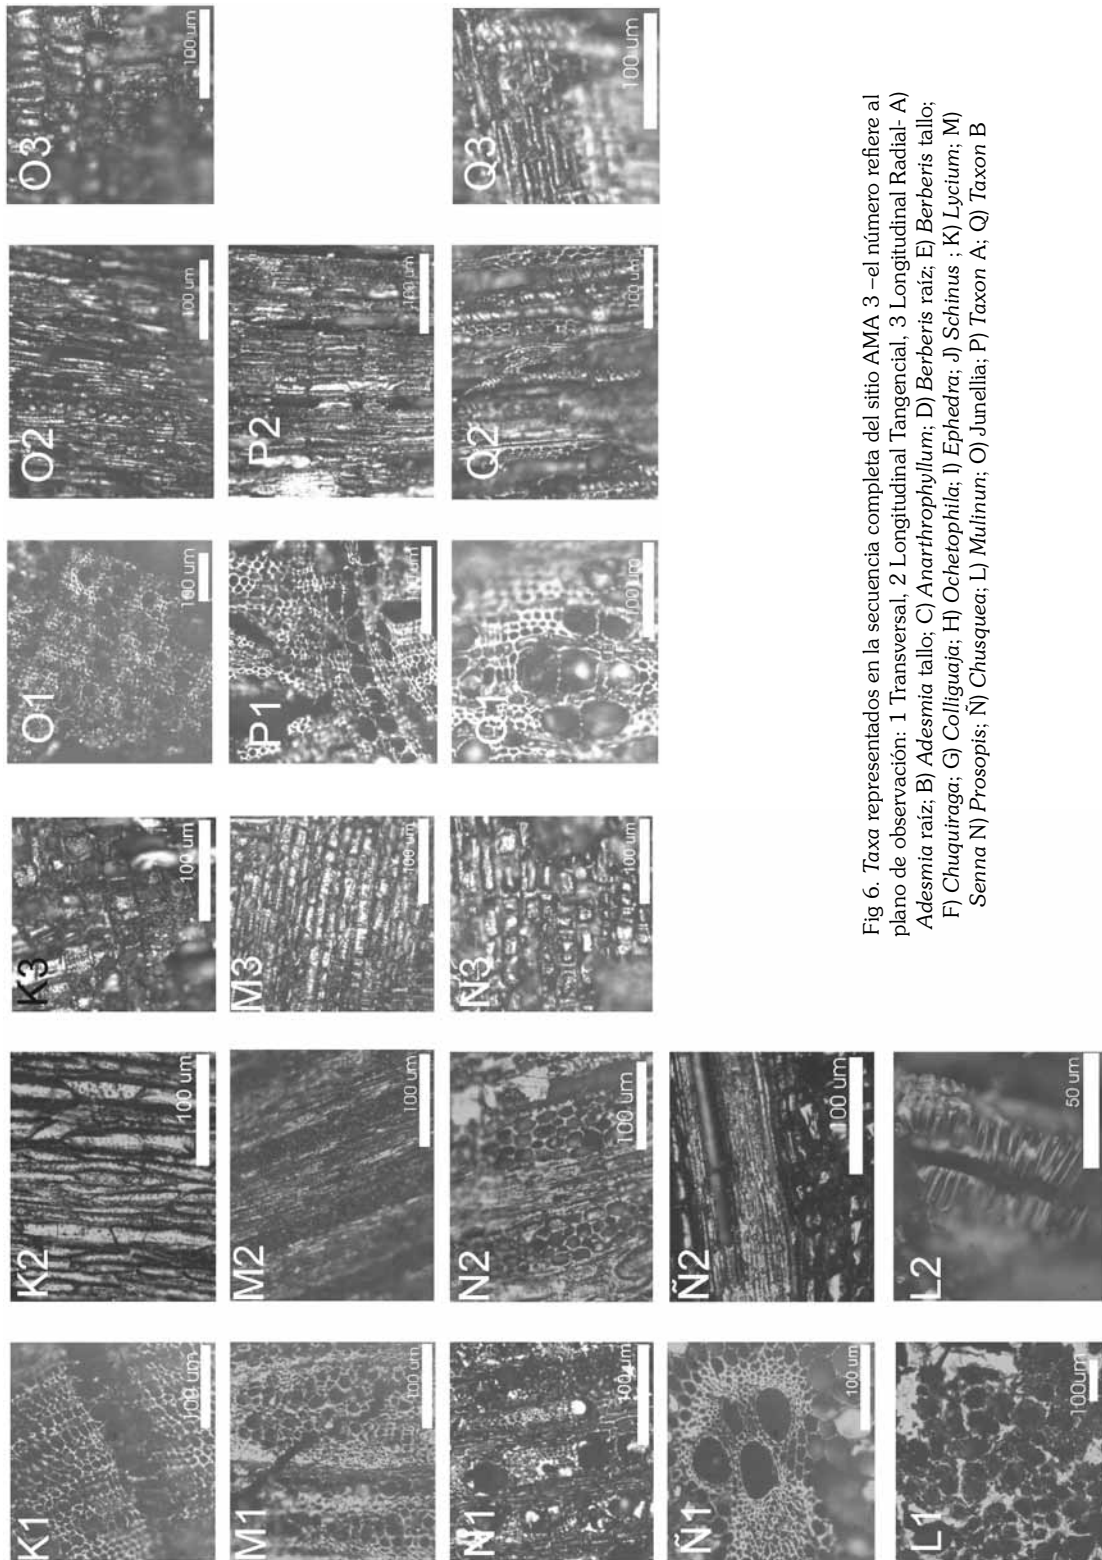 K1 K2 K3 O1 O2 O3
100 um 100 um 100 um 100 um 100 um 100 um
M1 M2 M3 P1 P2
100 um 100 um 100 um 100 um 100 um
N1 N2 N3 Q1 Q2 Q3
100um 100 um 100 um 100um 100 um 100 um
Ñ1 Ñ2
100 um 100 um
L1 L2
100um 50 um
Fig 6. Taxa representados en la secuencia completa del sitio AMA 3 –el número refiere al
plano de observación: 1 Transversal, 2 Longitudinal Tangencial, 3 Longitudinal Radial- A)
Adesmia raíz; B) Adesmia tallo; C) Anarthrophyllum; D) Berberis raíz; E) Berberis tallo;
F) Chuquiraga; G) Colliguaja; H) Ochetophila; I) Ephedra; J) Schinus ; K) Lycium; M)
Senna N) Prosopis; Ñ) Chusquea; L) Mulinun; O) Junellia; P) Taxon A; Q) Taxon B